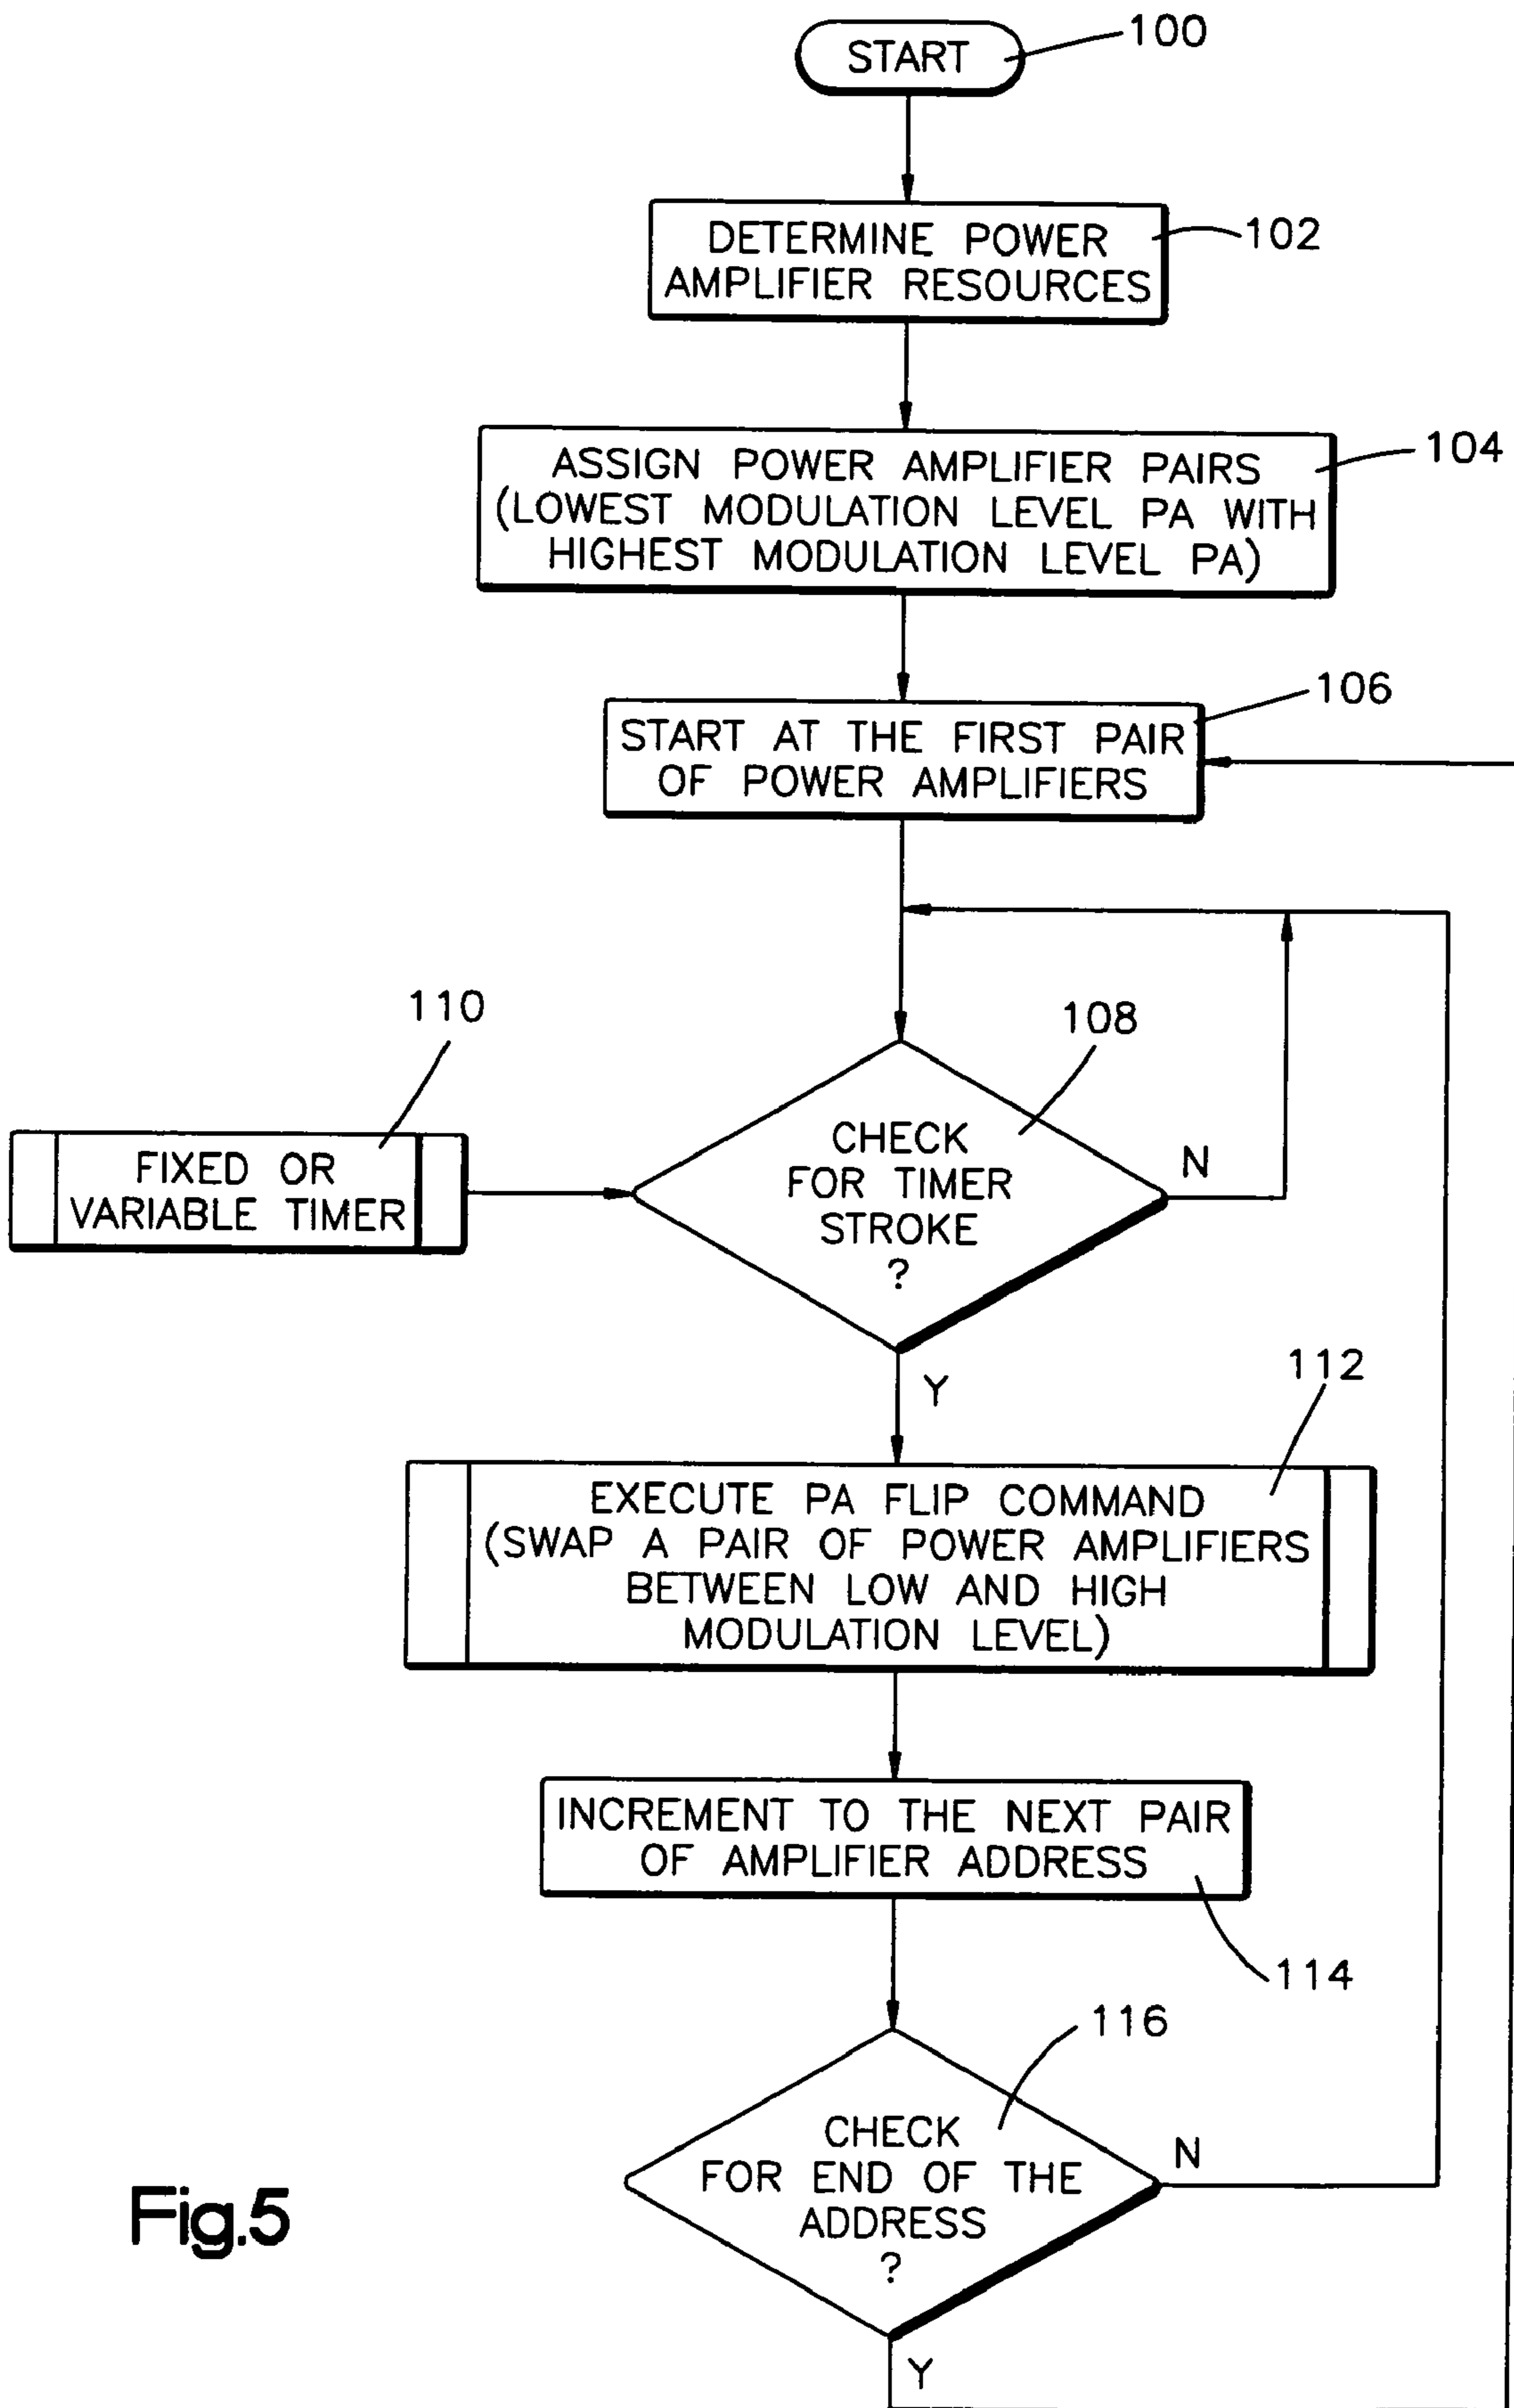 START
100
DETERMINE POWER
AMPLIFIER RESOURCES
102
ASSIGN POWER AMPLIFIER PAIRS
(LOWEST MODULATION LEVEL PA WITH
HIGHEST MODULATION LEVEL PA)
104
START AT THE FIRST PAIR
OF POWER AMPLIFIERS
106
110
FIXED OR
VARIABLE TIMER
108
CHECK
FOR TIMER
STROKE
?
N
Y
112
EXECUTE PA FLIP COMMAND
(SWAP A PAIR OF POWER AMPLIFIERS
BETWEEN LOW AND HIGH
MODULATION LEVEL)
INCREMENT TO THE NEXT PAIR
OF AMPLIFIER ADDRESS
114
116
CHECK
FOR END OF THE
ADDRESS
?
N
Y
Fig.5